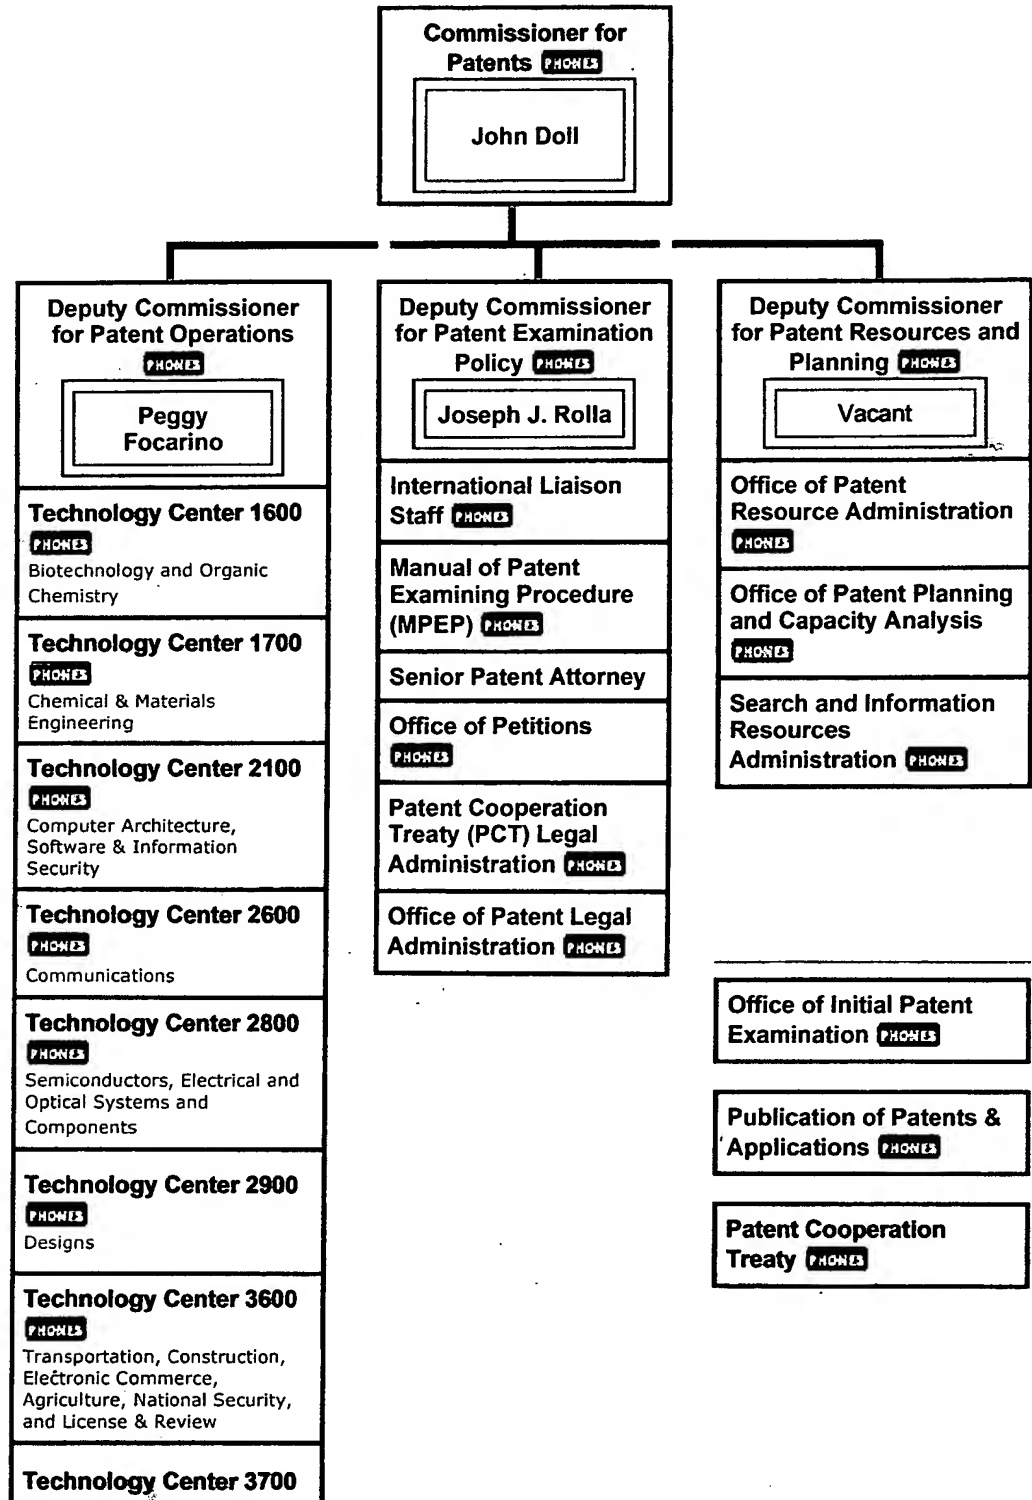 Commissioner for
Patents PHONES
John Doll
Deputy Commissioner
for Patent Operations
PHONES
Peggy
Focarino
Technology Center 1600
PHONES
Biotechnology and Organic
Chemistry
Technology Center 1700
PHONES
Chemical & Materials
Engineering
Technology Center 2100
PHONES
Computer Architecture,
Software & Information
Security
Technology Center 2600
PHONES
Communications
Technology Center 2800
PHONES
Semiconductors, Electrical and
Optical Systems and
Components
Technology Center 2900
PHONES
Designs
Technology Center 3600
PHONES
Transportation, Construction,
Electronic Commerce,
Agriculture, National Security,
and License & Review
Technology Center 3700
Deputy Commissioner
for Patent Examination
Policy PHONES
Joseph J. Rolla
International Liaison
Staff PHONES
Manual of Patent
Examining Procedure
(MPEP) PHONES
Senior Patent Attorney
Office of Petitions
PHONES
Patent Cooperation
Treaty (PCT) Legal
Administration PHONES
Office of Patent Legal
Administration PHONES
Deputy Commissioner
for Patent Resources and
Planning PHONES
Vacant
Office of Patent
Resource Administration
PHONES
Office of Patent Planning
and Capacity Analysis
PHONES
Search and Information
Resources
Administration PHONES
Office of Initial Patent
Examination PHONES
Publication of Patents &
Applications PHONES
Patent Cooperation
Treaty PHONES